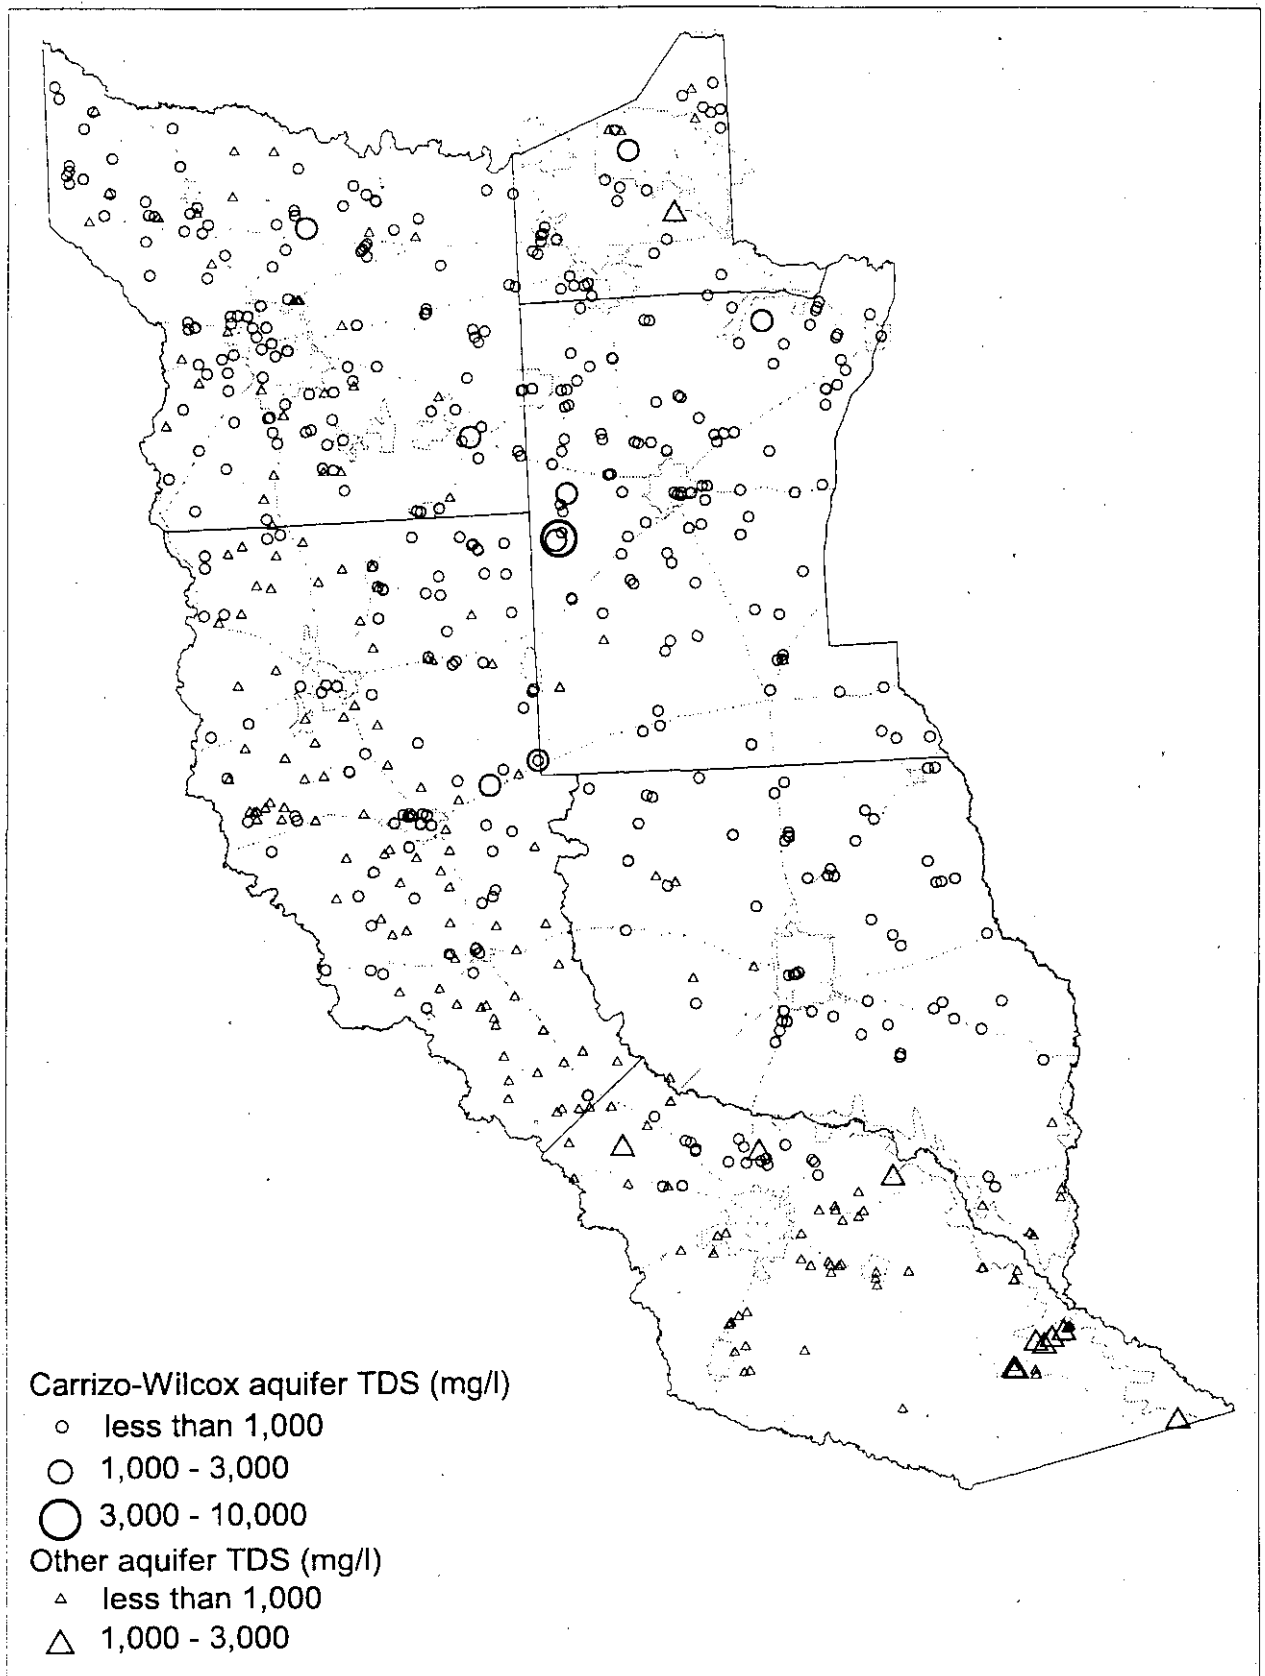 Carrizo-Wilcox aquifer TDS (mg/l)
less than 1,000
1,000 - 3,000
3,000 - 10,000
Other aquifer TDS (mg/l)
less than 1,000
1,000 - 3,000